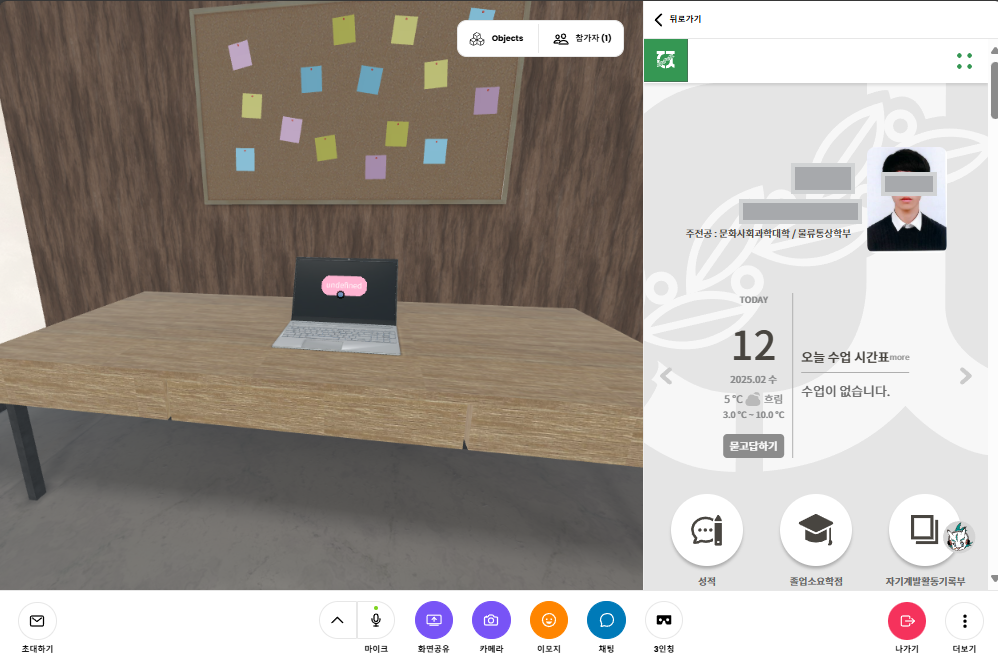 Objects
참가자 (1)
undefined
뒤로가기
주전공 : 문화사회과학대학 / 물류통상학부
TODAY
12
2025.02 수
5 ℃ 흐림
3.0 ℃ ~ 10.0 ℃
묻고답하기
오늘 수업 시간표 more
수업이 없습니다.
성적
졸업소요학점
자기계발활동기록부
초대하기
마이크
화면공유
카메라
이모지
채팅
3인칭
나가기
더보기